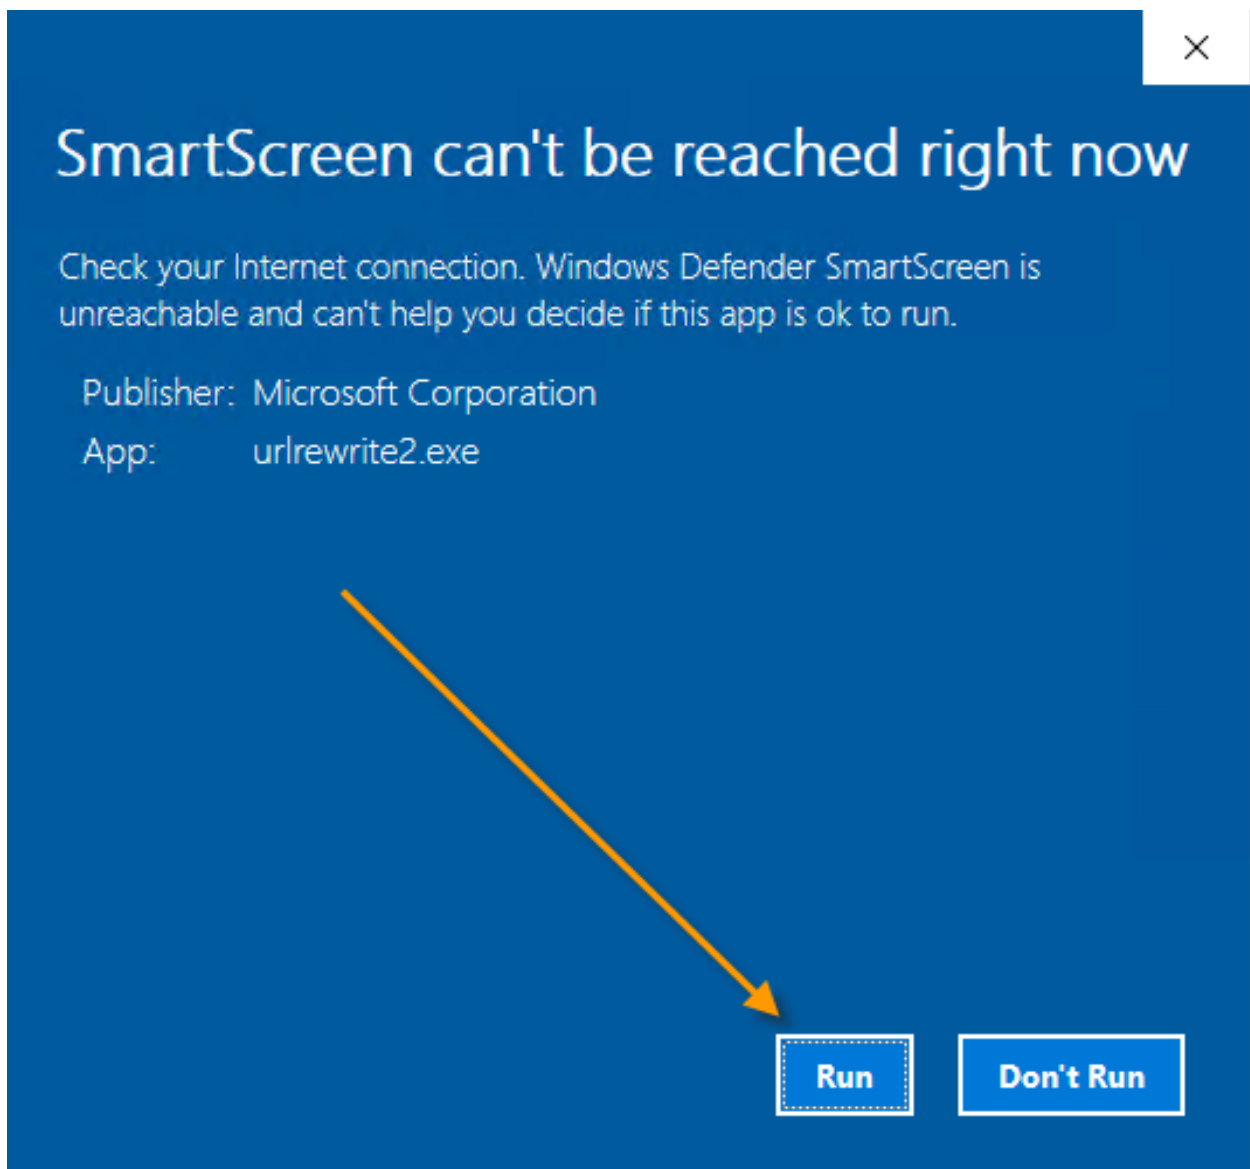 SmartScreen can't be reached right now
Check your Internet connection. Windows Defender SmartScreen is
unreachable and can't help you decide if this app is ok to run.
Publisher: Microsoft Corporation
App: urlrewrite2.exe
Run Don't Run